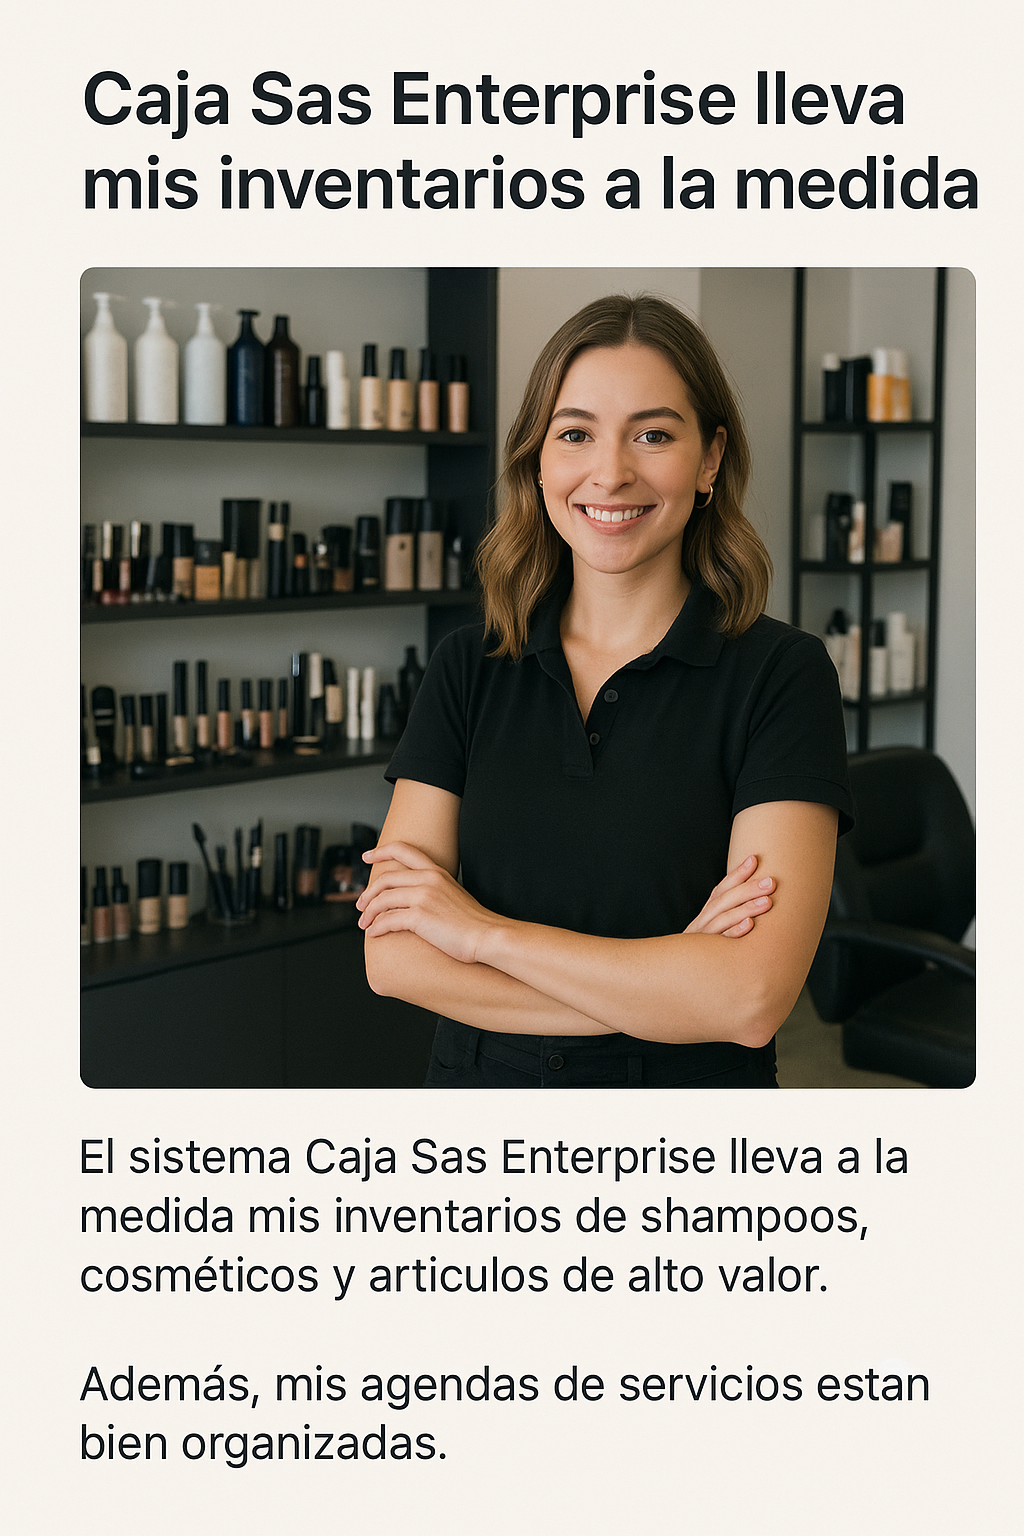 Caja Sas Enterprise lleva
mis inventarios a la medida
El sistema Caja Sas Enterprise lleva a la
medida mis inventarios de shampoos,
cosméticos y articulos de alto valor.
Además, mis agendas de servicios estan
bien organizadas.